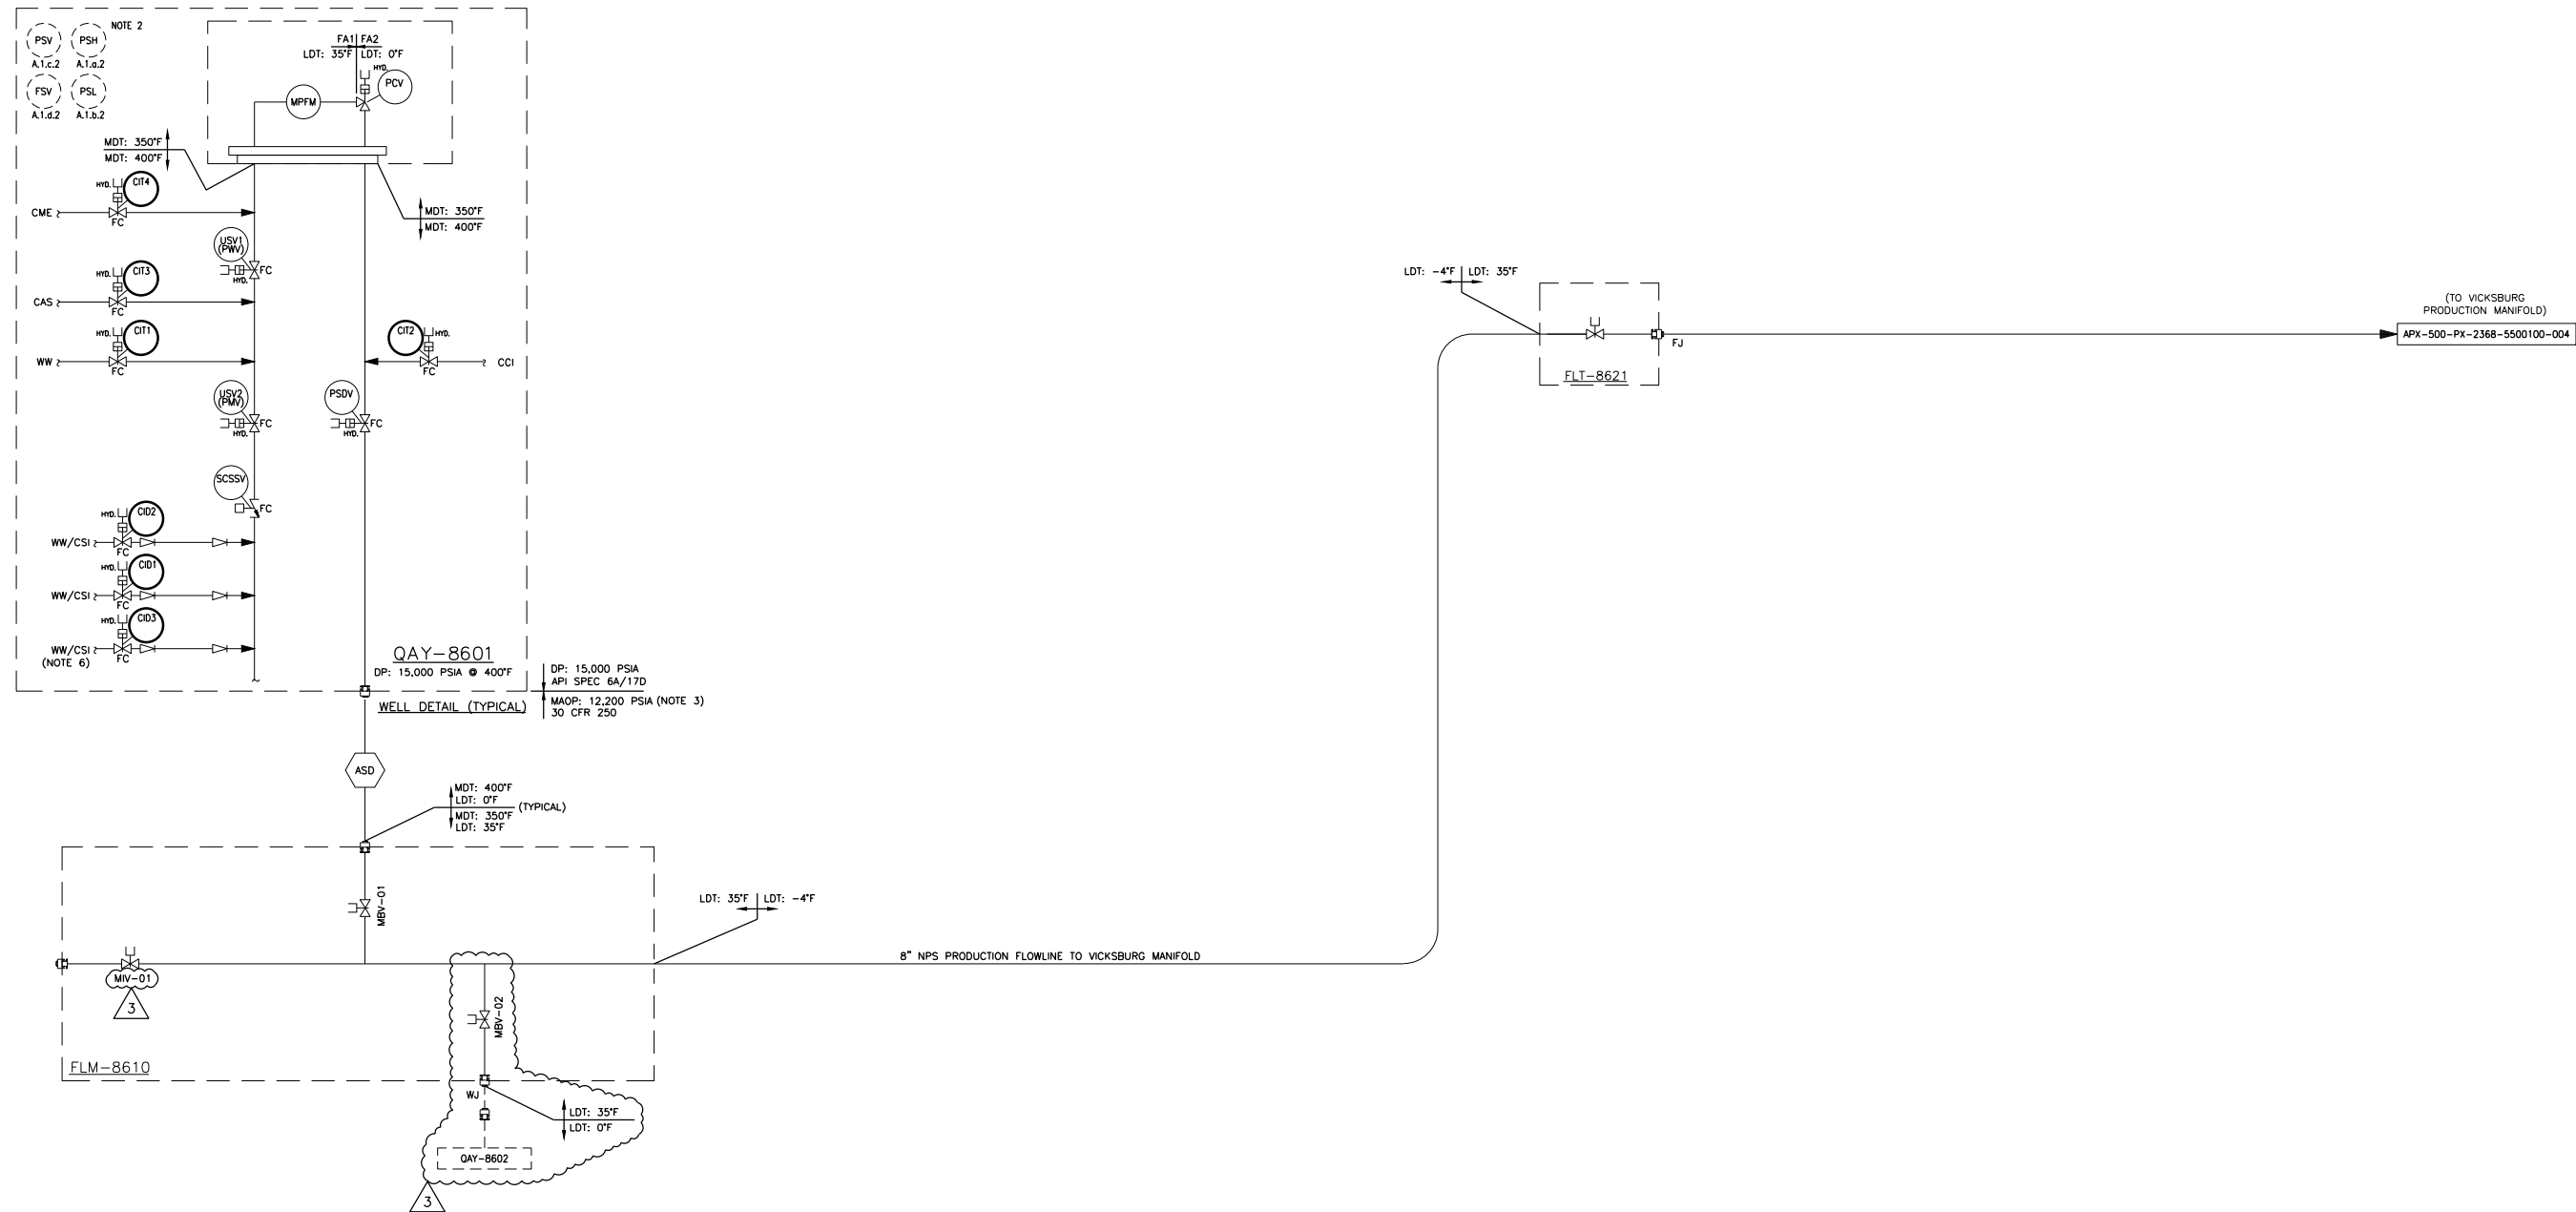 NOTE 2
PSV
A.1.c.2
PSH
A.1.a.2
FSV
A.1.d.2
PSL
A.1.b.2
FA1
FA2
LDT: 35°F
LDT: 0°F
HYD.
PCV
MPFM
MDT: 350°F
MDT: 400°F
MDT: 350°F
MDT: 400°F
CME
HYD.
CIT4
FC
USV1
(PWV)
FC
HYD.
CAS
HYD.
CIT3
FC
WW
HYD.
CIT1
FC
CIT2
HYD.
FC
CCI
USV2
(PMV)
FC
HYD.
PSDV
FC
HYD.
SCSSV
FC
WW/CSI
HYD.
CID2
FC
WW/CSI
HYD.
CID1
FC
WW/CSI
(NOTE 6)
HYD.
CID3
FC
QAY-8601
DP: 15,000 PSIA @ 400°F
WELL DETAIL (TYPICAL)
DP: 15,000 PSIA
API SPEC 6A/17D
MAOP: 12,200 PSIA (NOTE 3)
30 CFR 250
ASD
MDT: 400°F
LDT: 0°F
(TYPICAL)
MDT: 350°F
LDT: 35°F
MBV-01
MIV-01
3
FLM-8610
MBV-02
WJ
LDT: 35°F
LDT: 0°F
QAY-8602
3
LDT: 35°F
LDT: -4°F
8" NPS PRODUCTION FLOWLINE TO VICKSBURG MANIFOLD
LDT: -4°F
LDT: 35°F
FLT-8621
FJ
(TO VICKSBURG
PRODUCTION MANIFOLD)
APX-500-PX-2368-5500100-004